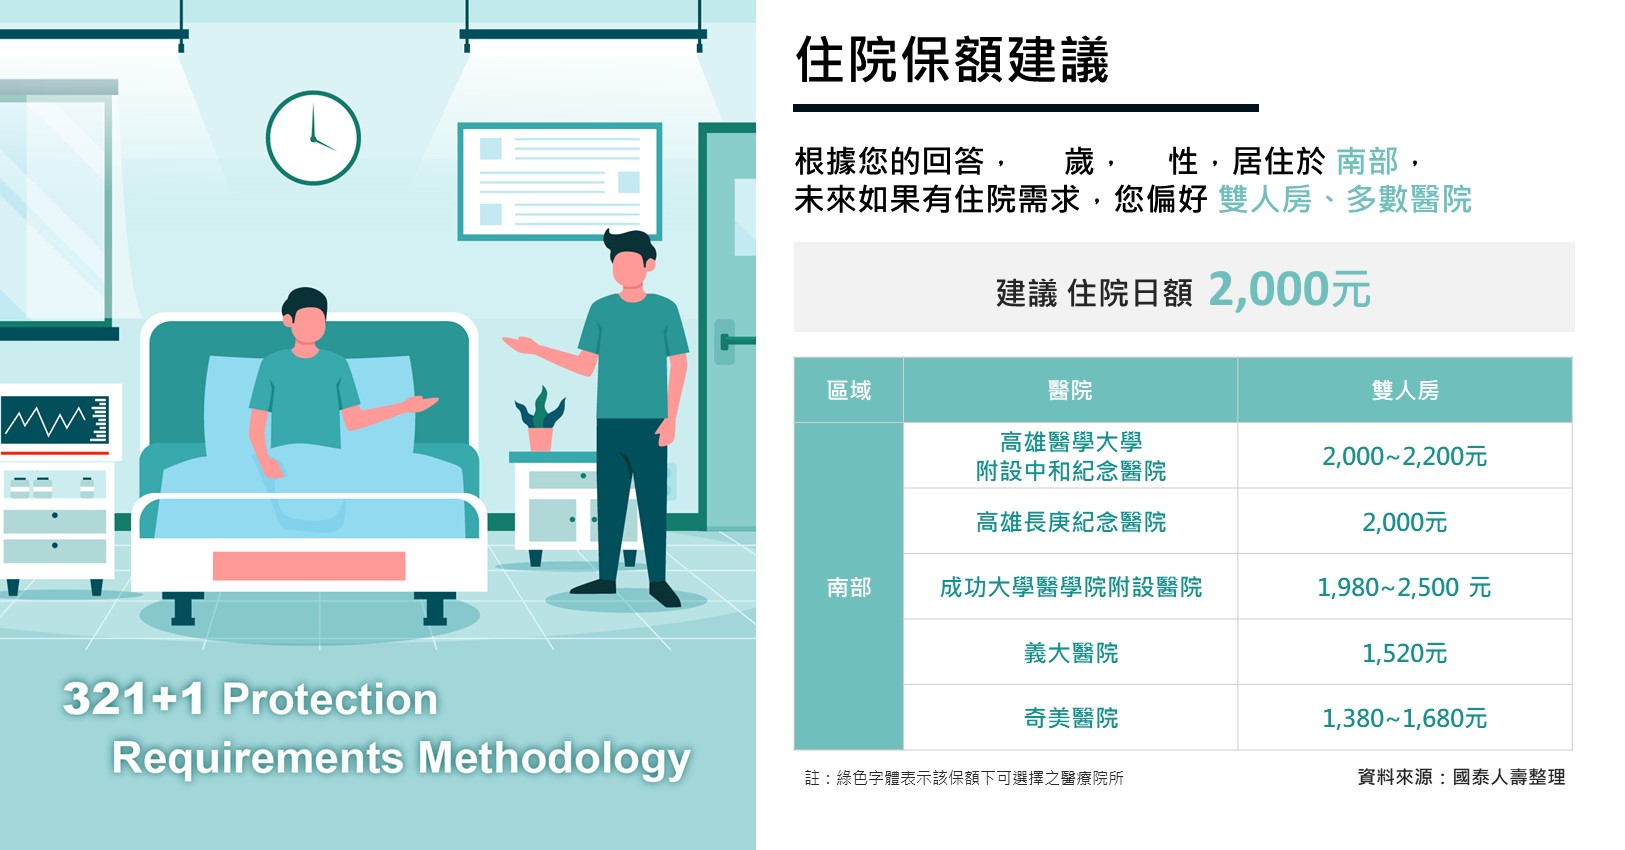 住院保額建議
根據您的回答，　歲，　性，居住於 南部，
未來如果有住院需求，您偏好 雙人房、多數醫院
建議 住院日額 2,000元
區域 醫院 雙人房
高雄醫學大學
附設中和紀念醫院 2,000~2,200元
高雄長庚紀念醫院 2,000元
南部 成功大學醫學院附設醫院 1,980~2,500 元
義大醫院 1,520元
奇美醫院 1,380~1,680元
註：綠色字體表示該保額下可選擇之醫療院所 資料來源：國泰人壽整理
321+1 Protection
Requirements Methodology